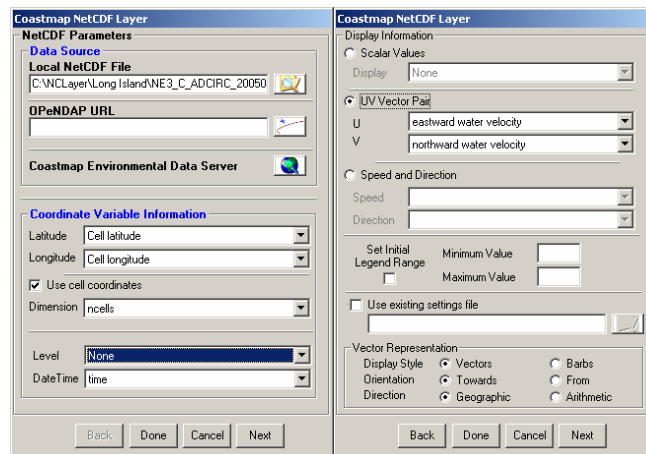 Coastmap NetCDF Layer
NetCDF Parameters
Data Source
Local NetCDF File
C:\NCLayer\Long Island\NE3_C_ADCIRC_20050
OPeNDAP URL
Coastmap Environmental Data Server
Coordinate Variable Information
Latitude Cell latitude
Longitude Cell longitude
Use cell coordinates
Dimension ncells
Level None
DateTime time
Back Done Cancel Next
Coastmap NetCDF Layer
Display Information
Scalar Values
Display None
UV Vector Pair
U eastward water velocity
V northward water velocity
Speed and Direction
Speed
Direction
Set Initial
Legend Range
Minimum Value
Maximum Value
Use existing settings file
Vector Representation
Display Style Vectors Barbs
Orientation Towards From
Direction Geographic Arithmetic
Back Done Cancel Next